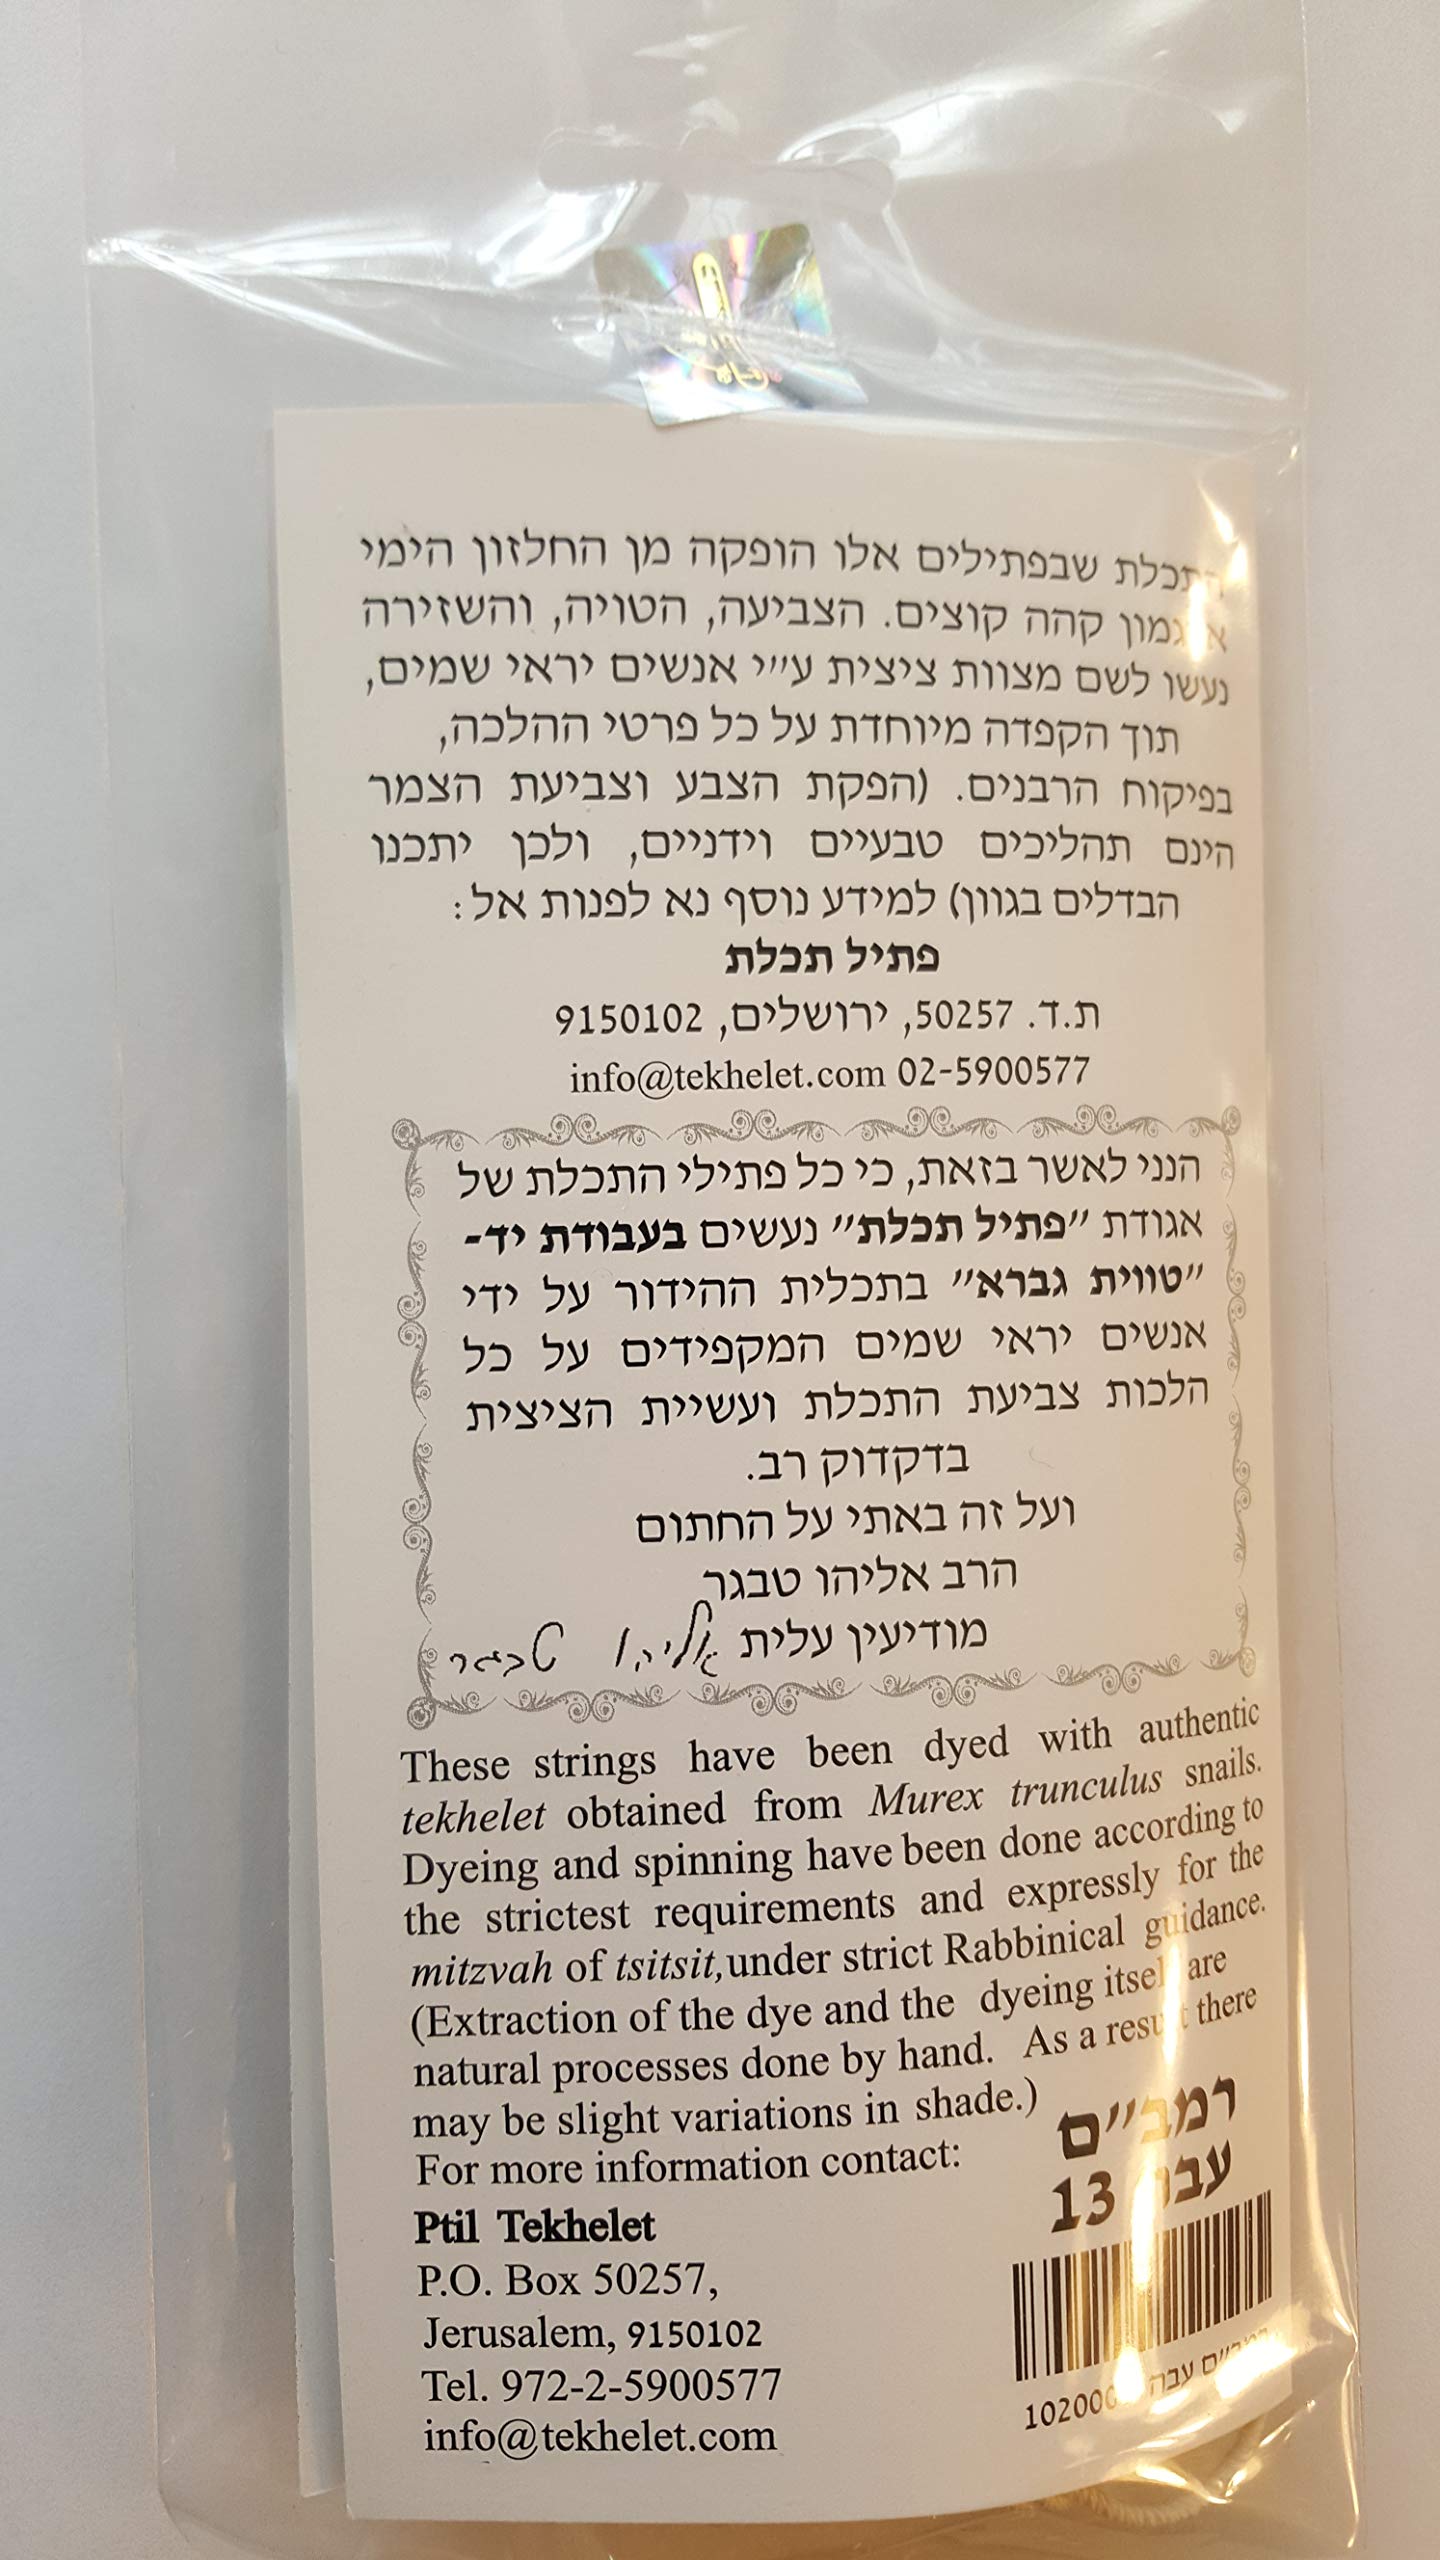 התכלת שבפתילים אלו הופקה מן החלזון הימי
קהה קוצים. הצביעה, הטויה, והשזירה
נעשו לשם מצוות ציצית ע״י אנשים יראי שמים,
תוך הקפדה מיוחדת על כל פרטי ההלכה,
בפיקוח הרבנים. (הפקת הצבע וצביעת הצמר
הינם תהליכים טבעיים וידניים, ולכן יתכנו
הבדלים בגוון) למידע נוסף נא לפנות אל:
פתיל תכלת
ת.ד. 50257, ירושלים, 9150102
info@tekhelet.com 02-5900577
הנני לאשר בזאת, כי כל פתילי התכלת של
אגודת ״פתיל תכלת״ נעשים בעבודת יד-
״טווית גברא״ בתכלית ההידור על ידי
אנשים יראי שמים המקפידים על כל
הלכות צביעת התכלת ועשיית הציצית
בדקדוק רב.
ועל זה באתי על החתום
הרב אליהו טבגר
מודיעין עלית אליהו טבגר
These strings have been dyed with authentic
tekhelet obtained from Murex trunculus snails.
Dyeing and spinning have been done according to
the strictest requirements and expressly for the
mitzvah of tsitsit,under strict Rabbinical guidance.
(Extraction of the dye and the dyeing itself are
natural processes done by hand. As a result there
may be slight variations in shade.)
For more information contact:
Ptil Tekhelet
P.O. Box 50257,
Jerusalem, 9150102
Tel. 972-2-5900577
info@tekhelet.com
רמב״ם
עבה 13
עבה